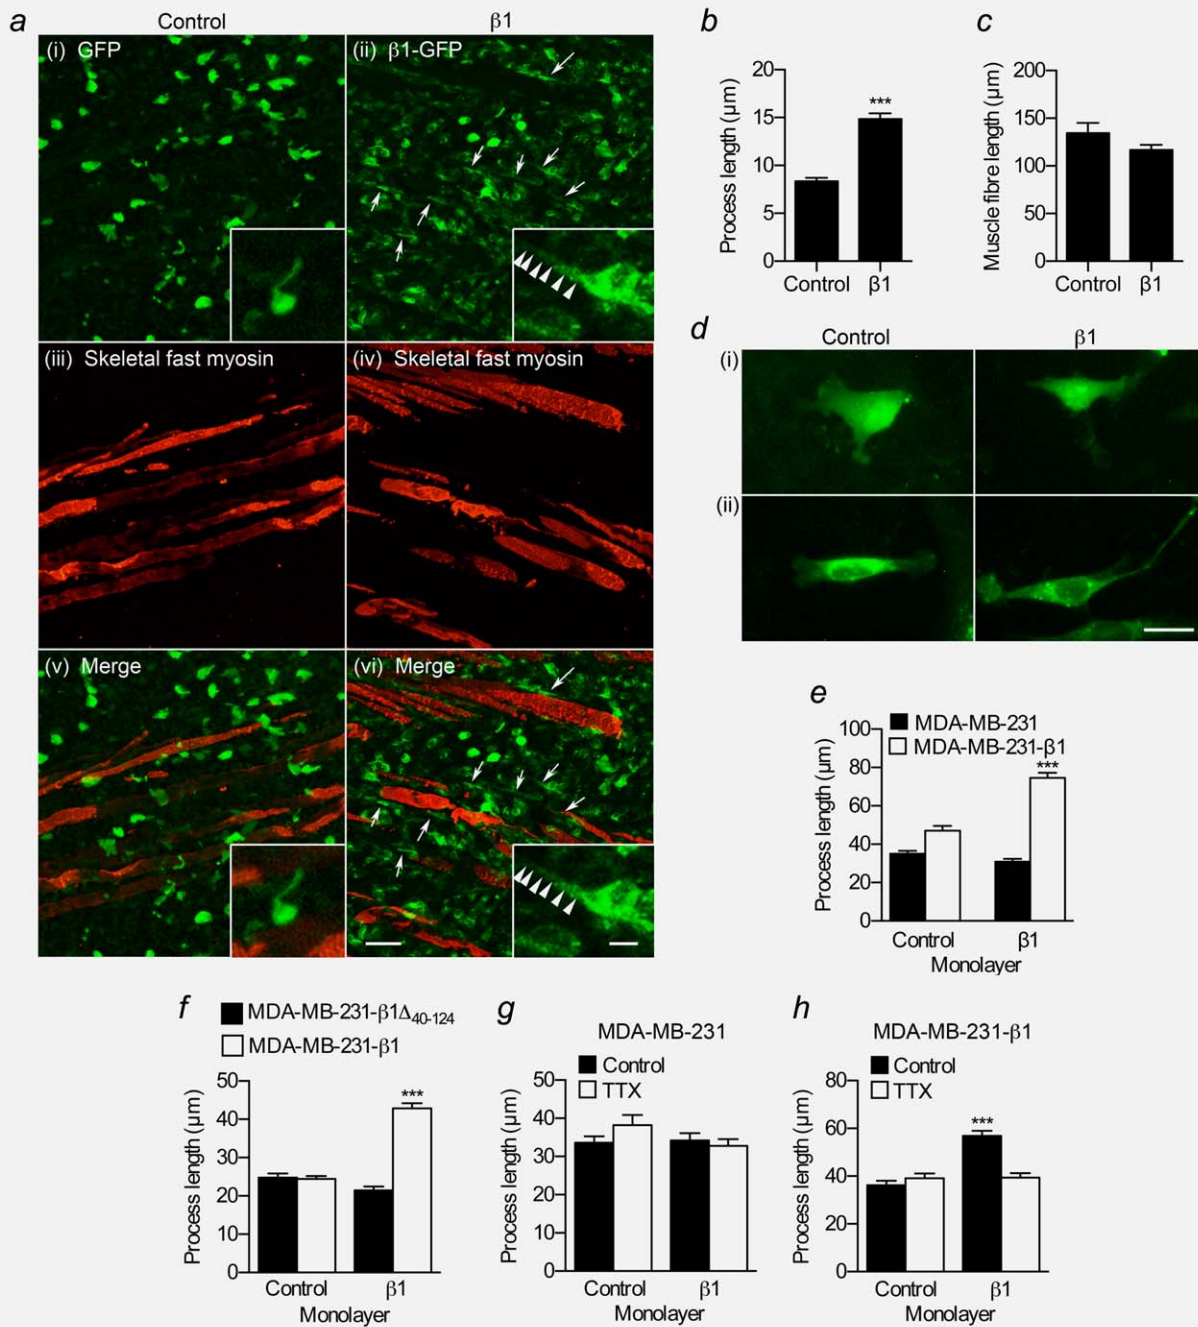 a
Control
β1
(i) GFP
(ii) β1-GFP
(iii) Skeletal fast myosin
(iv) Skeletal fast myosin
(v) Merge
(vi) Merge
b
Process length (µm)
20
15
10
5
0
***
Control
β1
c
Muscle fibre length (µm)
200
150
100
50
0
Control
β1
d
Control
β1
(i)
(ii)
e
MDA-MB-231
MDA-MB-231-β1
Process length (µm)
100
80
60
40
20
0
***
Control
β1
Monolayer
f
MDA-MB-231-β1Δ40-124
MDA-MB-231-β1
Process length (µm)
50
40
30
20
10
0
***
Control
β1
Monolayer
g
MDA-MB-231
Control
TTX
Process length (µm)
50
40
30
20
10
0
Control
β1
Monolayer
h
MDA-MB-231-β1
Control
TTX
Process length (µm)
80
60
40
20
0
***
Control
β1
Monolayer